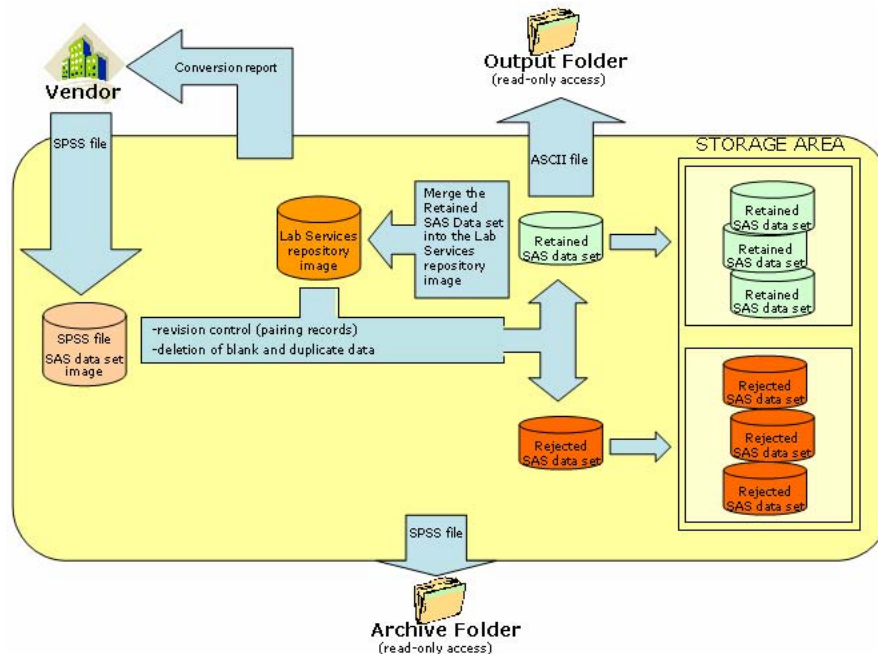 Output Folder
(read-only access)
Vendor
Conversion report
SPSS file
ASCII file
STORAGE AREA
Merge the
Retained
SAS Data set
into the Lab
Services
repository
image
Lab Services
repository
image
Retained
SAS data set
Retained
SAS data set
Retained
SAS data set
Retained
SAS data set
SPSS file
SAS data set
image
-revision control (pairing records)
-deletion of blank and duplicate data
Rejected
SAS data set
Rejected
SAS data set
Rejected
SAS data set
Rejected
SAS data set
SPSS file
Archive Folder
(read-only access)